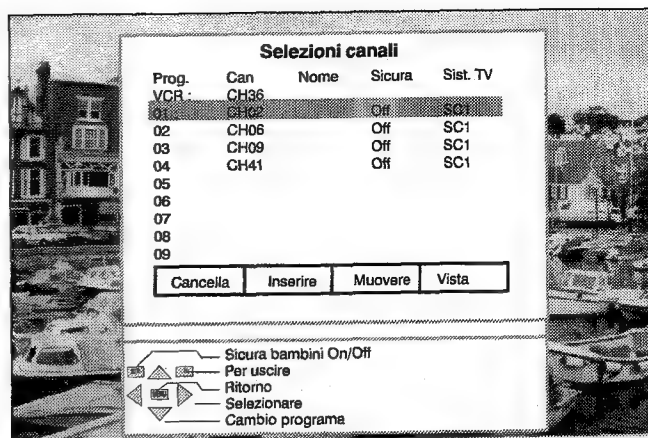 Selezioni canali
Prog. Can Nome Sicura Sist. TV
VCR : CH36
01 CH02 Off SC1
02 CH06 Off SC1
03 CH09 Off SC1
04 CH41 Off SC1
05
06
07
08
09
Cancella Inserire Muovere Vista
Sicura bambini On/Off
Per uscire
Ritorno
Selezionare
Cambio programa